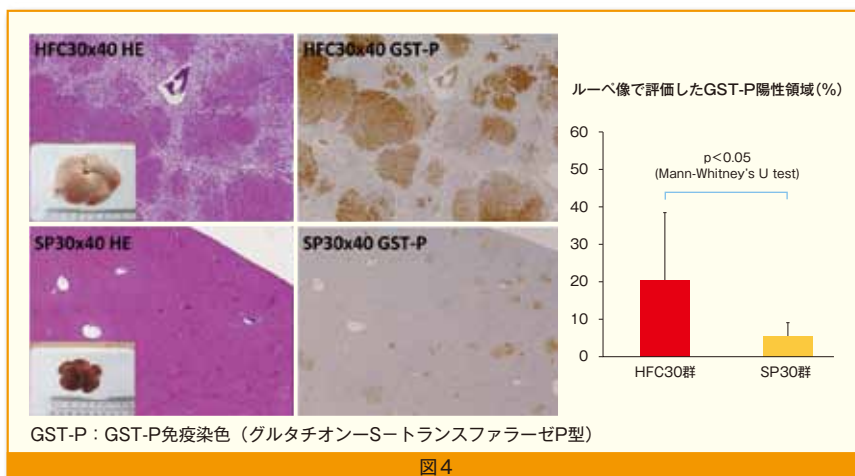 HFC30x40 HE
HFC30x40 GST-P
SP30x40 HE
SP30x40 GST-P
ルーペ像で評価したGST-P陽性領域(%)
60
50
40
30
20
10
0
p<0.05
(Mann-Whitney's U test)
HFC30群
SP30群
GST-P：GST-P免疫染色（グルタチオンーSートランスファラーゼP型）
図4